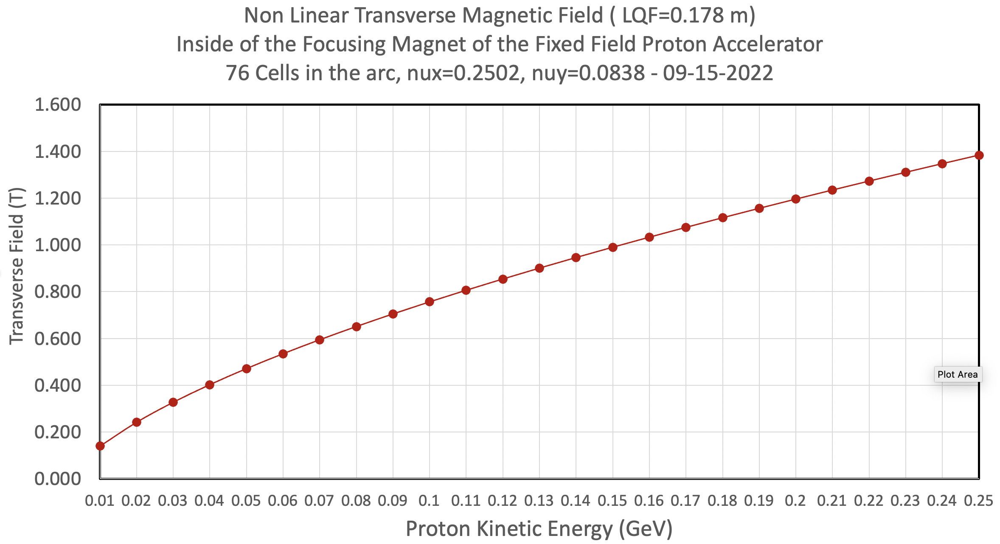 Non Linear Transverse Magnetic Field ( LQF=0.178 m)
Inside of the Focusing Magnet of the Fixed Field Proton Accelerator
76 Cells in the arc, nux=0.2502, nuy=0.0838 - 09-15-2022
Transverse Field (T)
1.600
1.400
1.200
1.000
0.800
0.600
0.400
0.200
0.000
Plot Area
0.01 0.02 0.03 0.04 0.05 0.06 0.07 0.08 0.09 0.1 0.11 0.12 0.13 0.14 0.15 0.16 0.17 0.18 0.19 0.2 0.21 0.22 0.23 0.24 0.25
Proton Kinetic Energy (GeV)